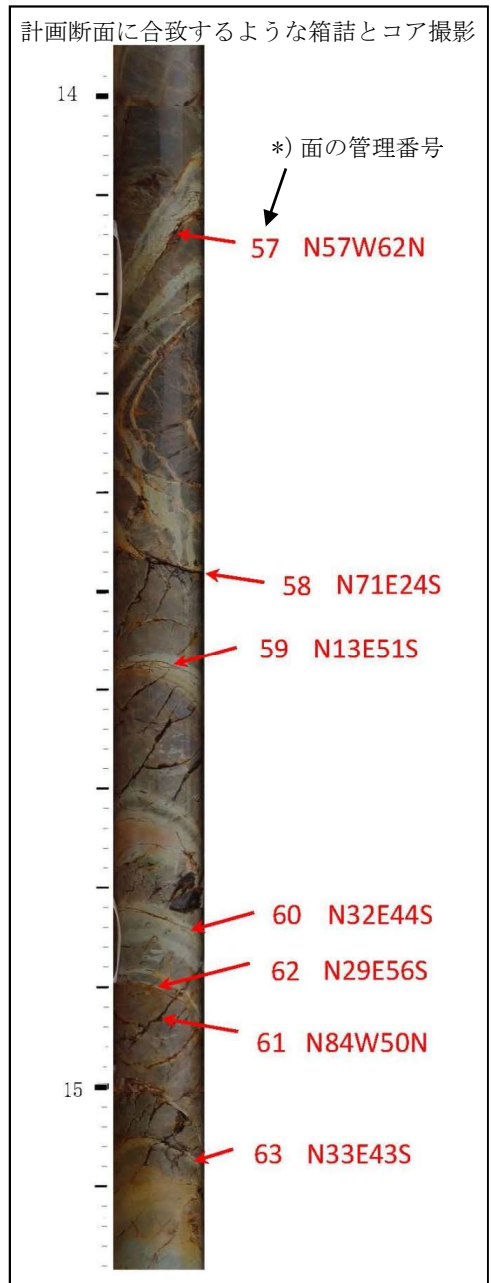 計画断面に合致するような箱詰とコア撮影
14
*) 面の管理番号
57 N57W62N
58 N71E24S
59 N13E51S
60 N32E44S
62 N29E56S
61 N84W50N
15
63 N33E43S